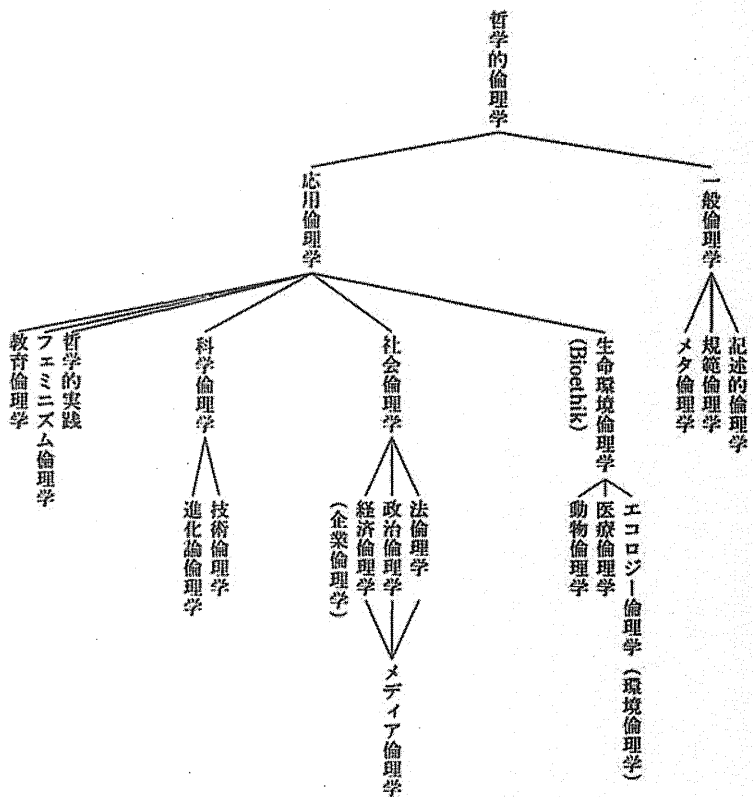 哲学的倫理学
一般倫理学
記述的倫理学
規範倫理学
メタ倫理学
応用倫理学
生命環境倫理学
(Bioethik)
エコロジー倫理学(環境倫理学)
医療倫理学
動物倫理学
社会倫理学
法倫理学
政治倫理学
経済倫理学
(企業倫理学)
メディア倫理学
科学倫理学
技術倫理学
進化論倫理学
哲学的実践
フェミニズム倫理学
教育倫理学